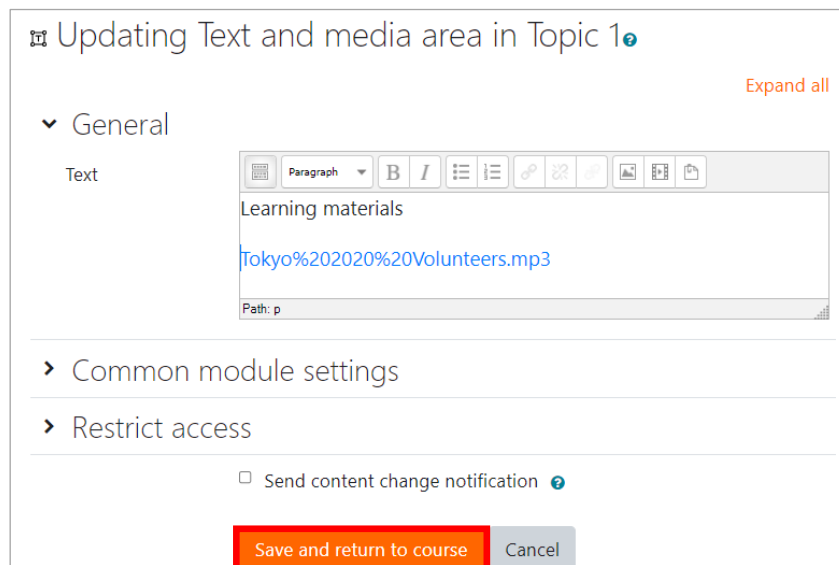 Updating Text and media area in Topic 1
Expand all
General
Text
Paragraph B I
Learning materials
Tokyo%202020%20Volunteers.mp3
Path: p
Common module settings
Restrict access
Send content change notification
Save and return to course Cancel